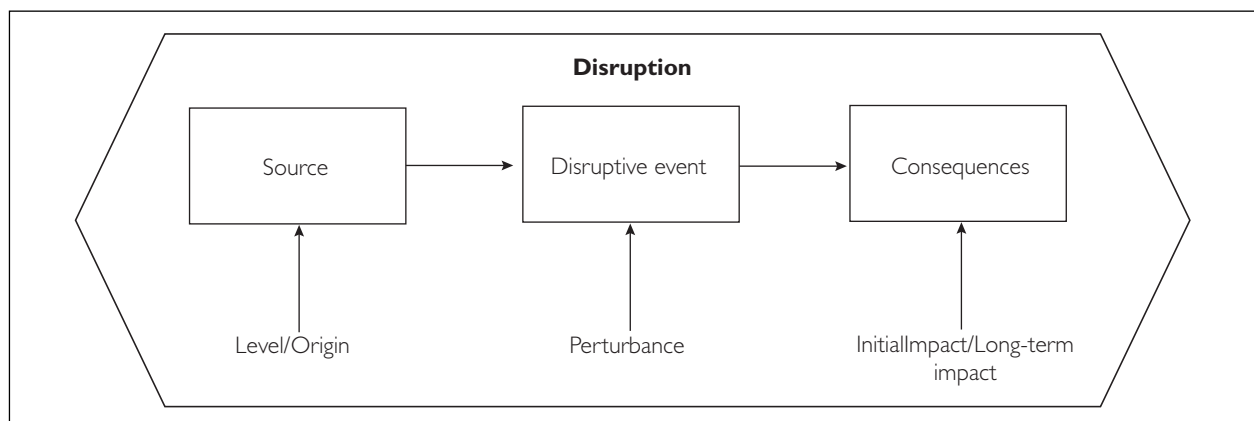 Disruption
Source
Disruptive event
Consequences
Level/Origin
Perturbance
InitialImpact/Long-term
impact